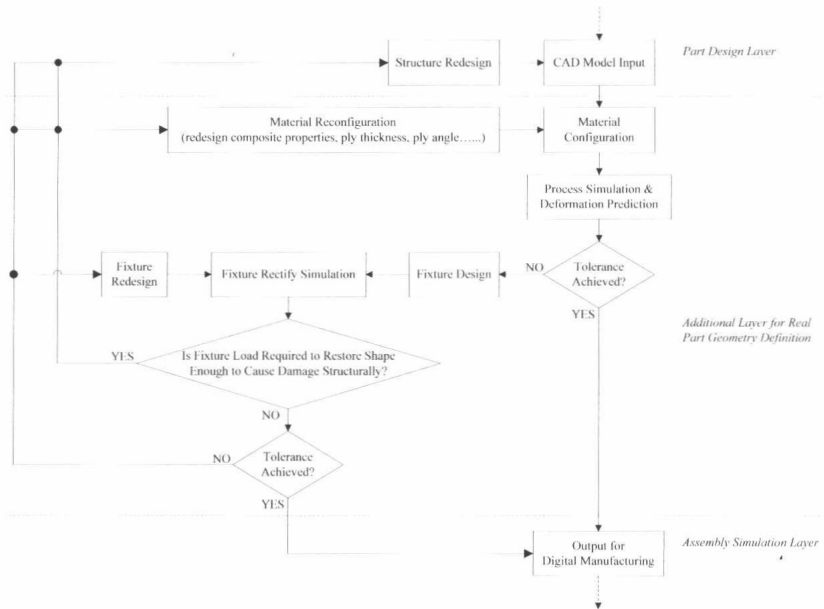 Part Design Layer
Structure Redesign
CAD Model Input
Material Reconfiguration
(redesign composite properties, ply thickness, ply angle…...)
Material
Configuration
Process Simulation &
Deformation Prediction
Fixture
Redesign
Fixture Rectify Simulation
Fixture Design
NO
Tolerance
Achieved?
YES
Additional Layer for Real
Part Geometry Definition
YES
Is Fixture Load Required to Restore Shape
Enough to Cause Damage Structurally?
NO
NO
Tolerance
Achieved?
YES
Output for
Digital Manufacturing
Assembly Simulation Layer